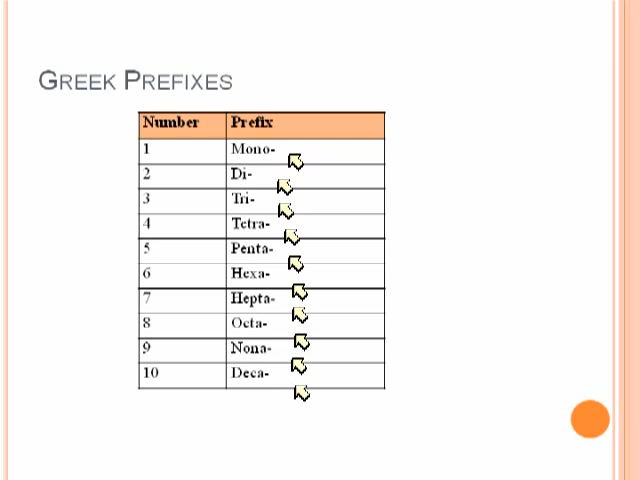 GREEK PREFIXES
Number Prefix
1 Mono-
2 Di-
3 Tri-
4 Tetra-
5 Penta-
6 Hexa-
7 Hepta-
8 Octa-
9 Nona-
10 Deca-